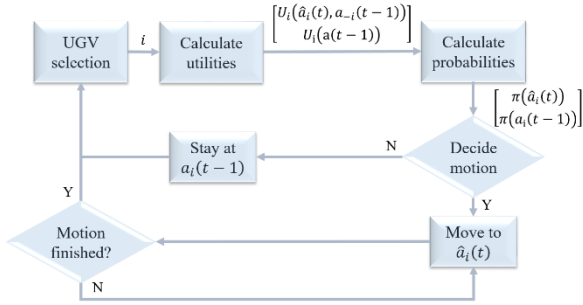 UGV
selection
i
Calculate
utilities
[U_i(â_i(t), a_{−i}(t − 1))]
[U_i(a(t − 1))]
Calculate
probabilities
[π(â_i(t))]
[π(a_i(t − 1))]
Stay at
a_i(t − 1)
N
Decide
motion
Y
Y
Motion
finished?
Move to
â_i(t)
N